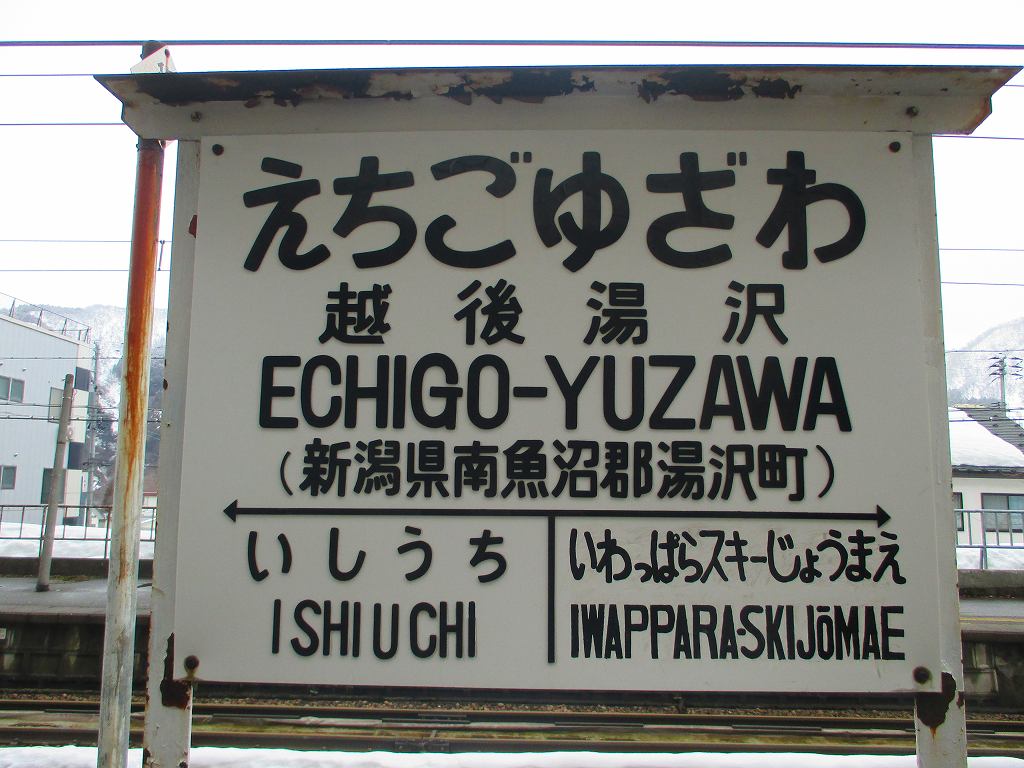 えちごゆざわ
越後湯沢
ECHIGO-YUZAWA
(新潟県南魚沼郡湯沢町)
いしうち
ISHIUCHI
いわっぱらスキーじょうまえ
IWAPPARA-SKIJŌMAE